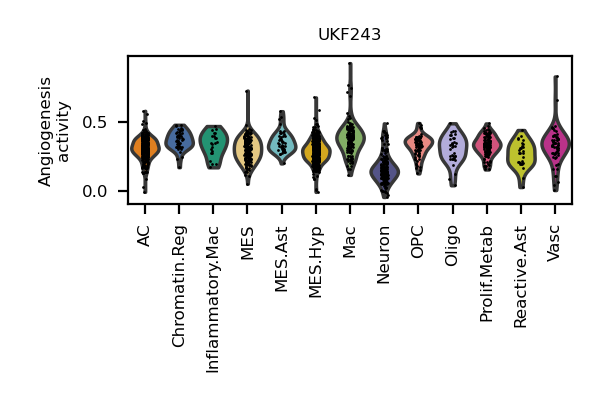 UKF243
Angiogenesis
activity
0.5
0.0
AC
Chromatin.Reg
Inflammatory.Mac
MES
MES.Ast
MES.Hyp
Mac
Neuron
OPC
Oligo
Prolif.Metab
Reactive.Ast
Vasc